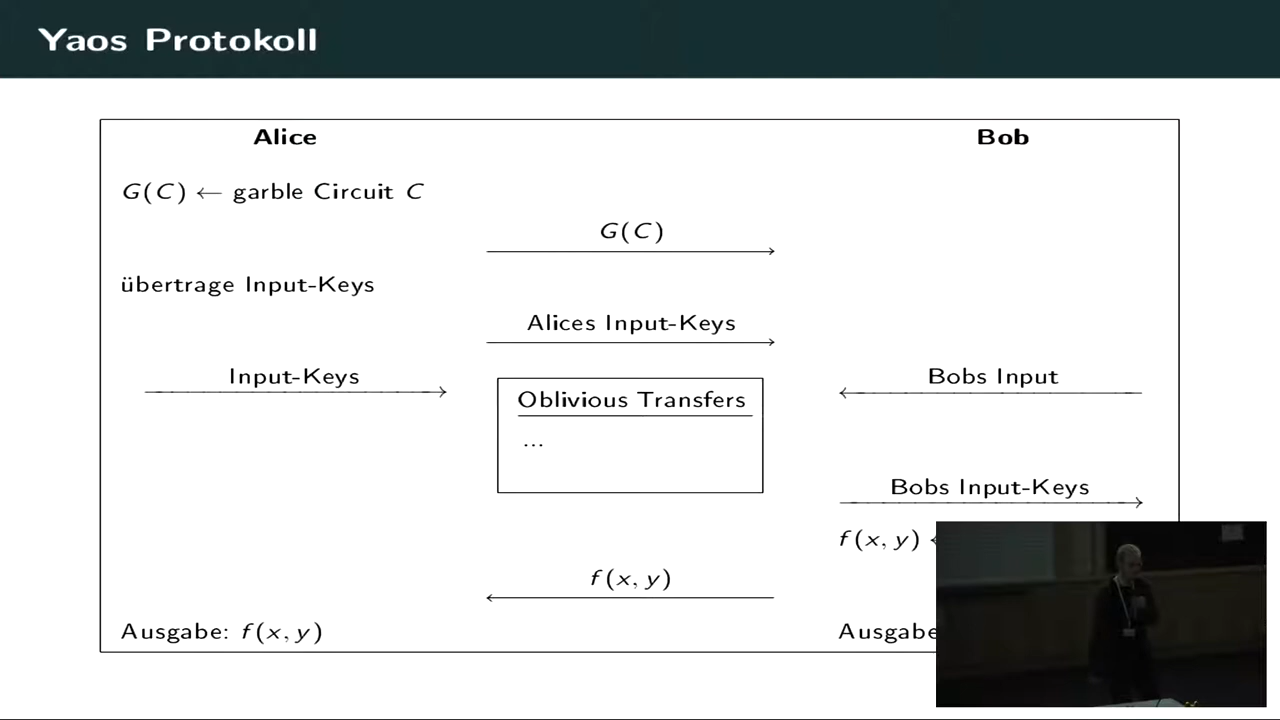 Yaos Protokoll
Alice
Bob
G(C) ← garble Circuit C
G(C)
übertrage Input-Keys
Alices Input-Keys
Input-Keys
Bobs Input
Oblivious Transfers
...
Bobs Input-Keys
f(x, y)
f(x, y)
Ausgabe: f(x, y)
Ausgabe